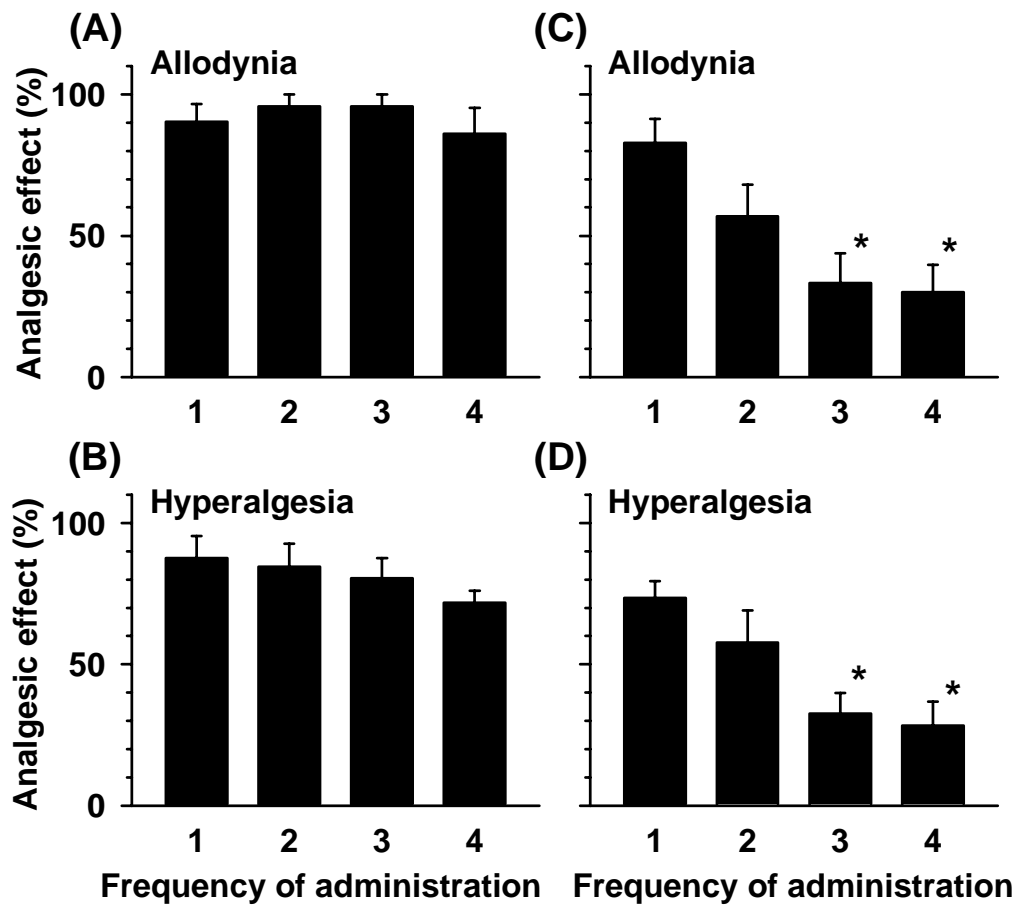 (A)
Allodynia
Analgesic effect (%)
100
50
0
1 2 3 4
(C)
Allodynia
* *
1 2 3 4
(B)
Hyperalgesia
Analgesic effect (%)
100
50
0
1 2 3 4
Frequency of administration
(D)
Hyperalgesia
* *
1 2 3 4
Frequency of administration